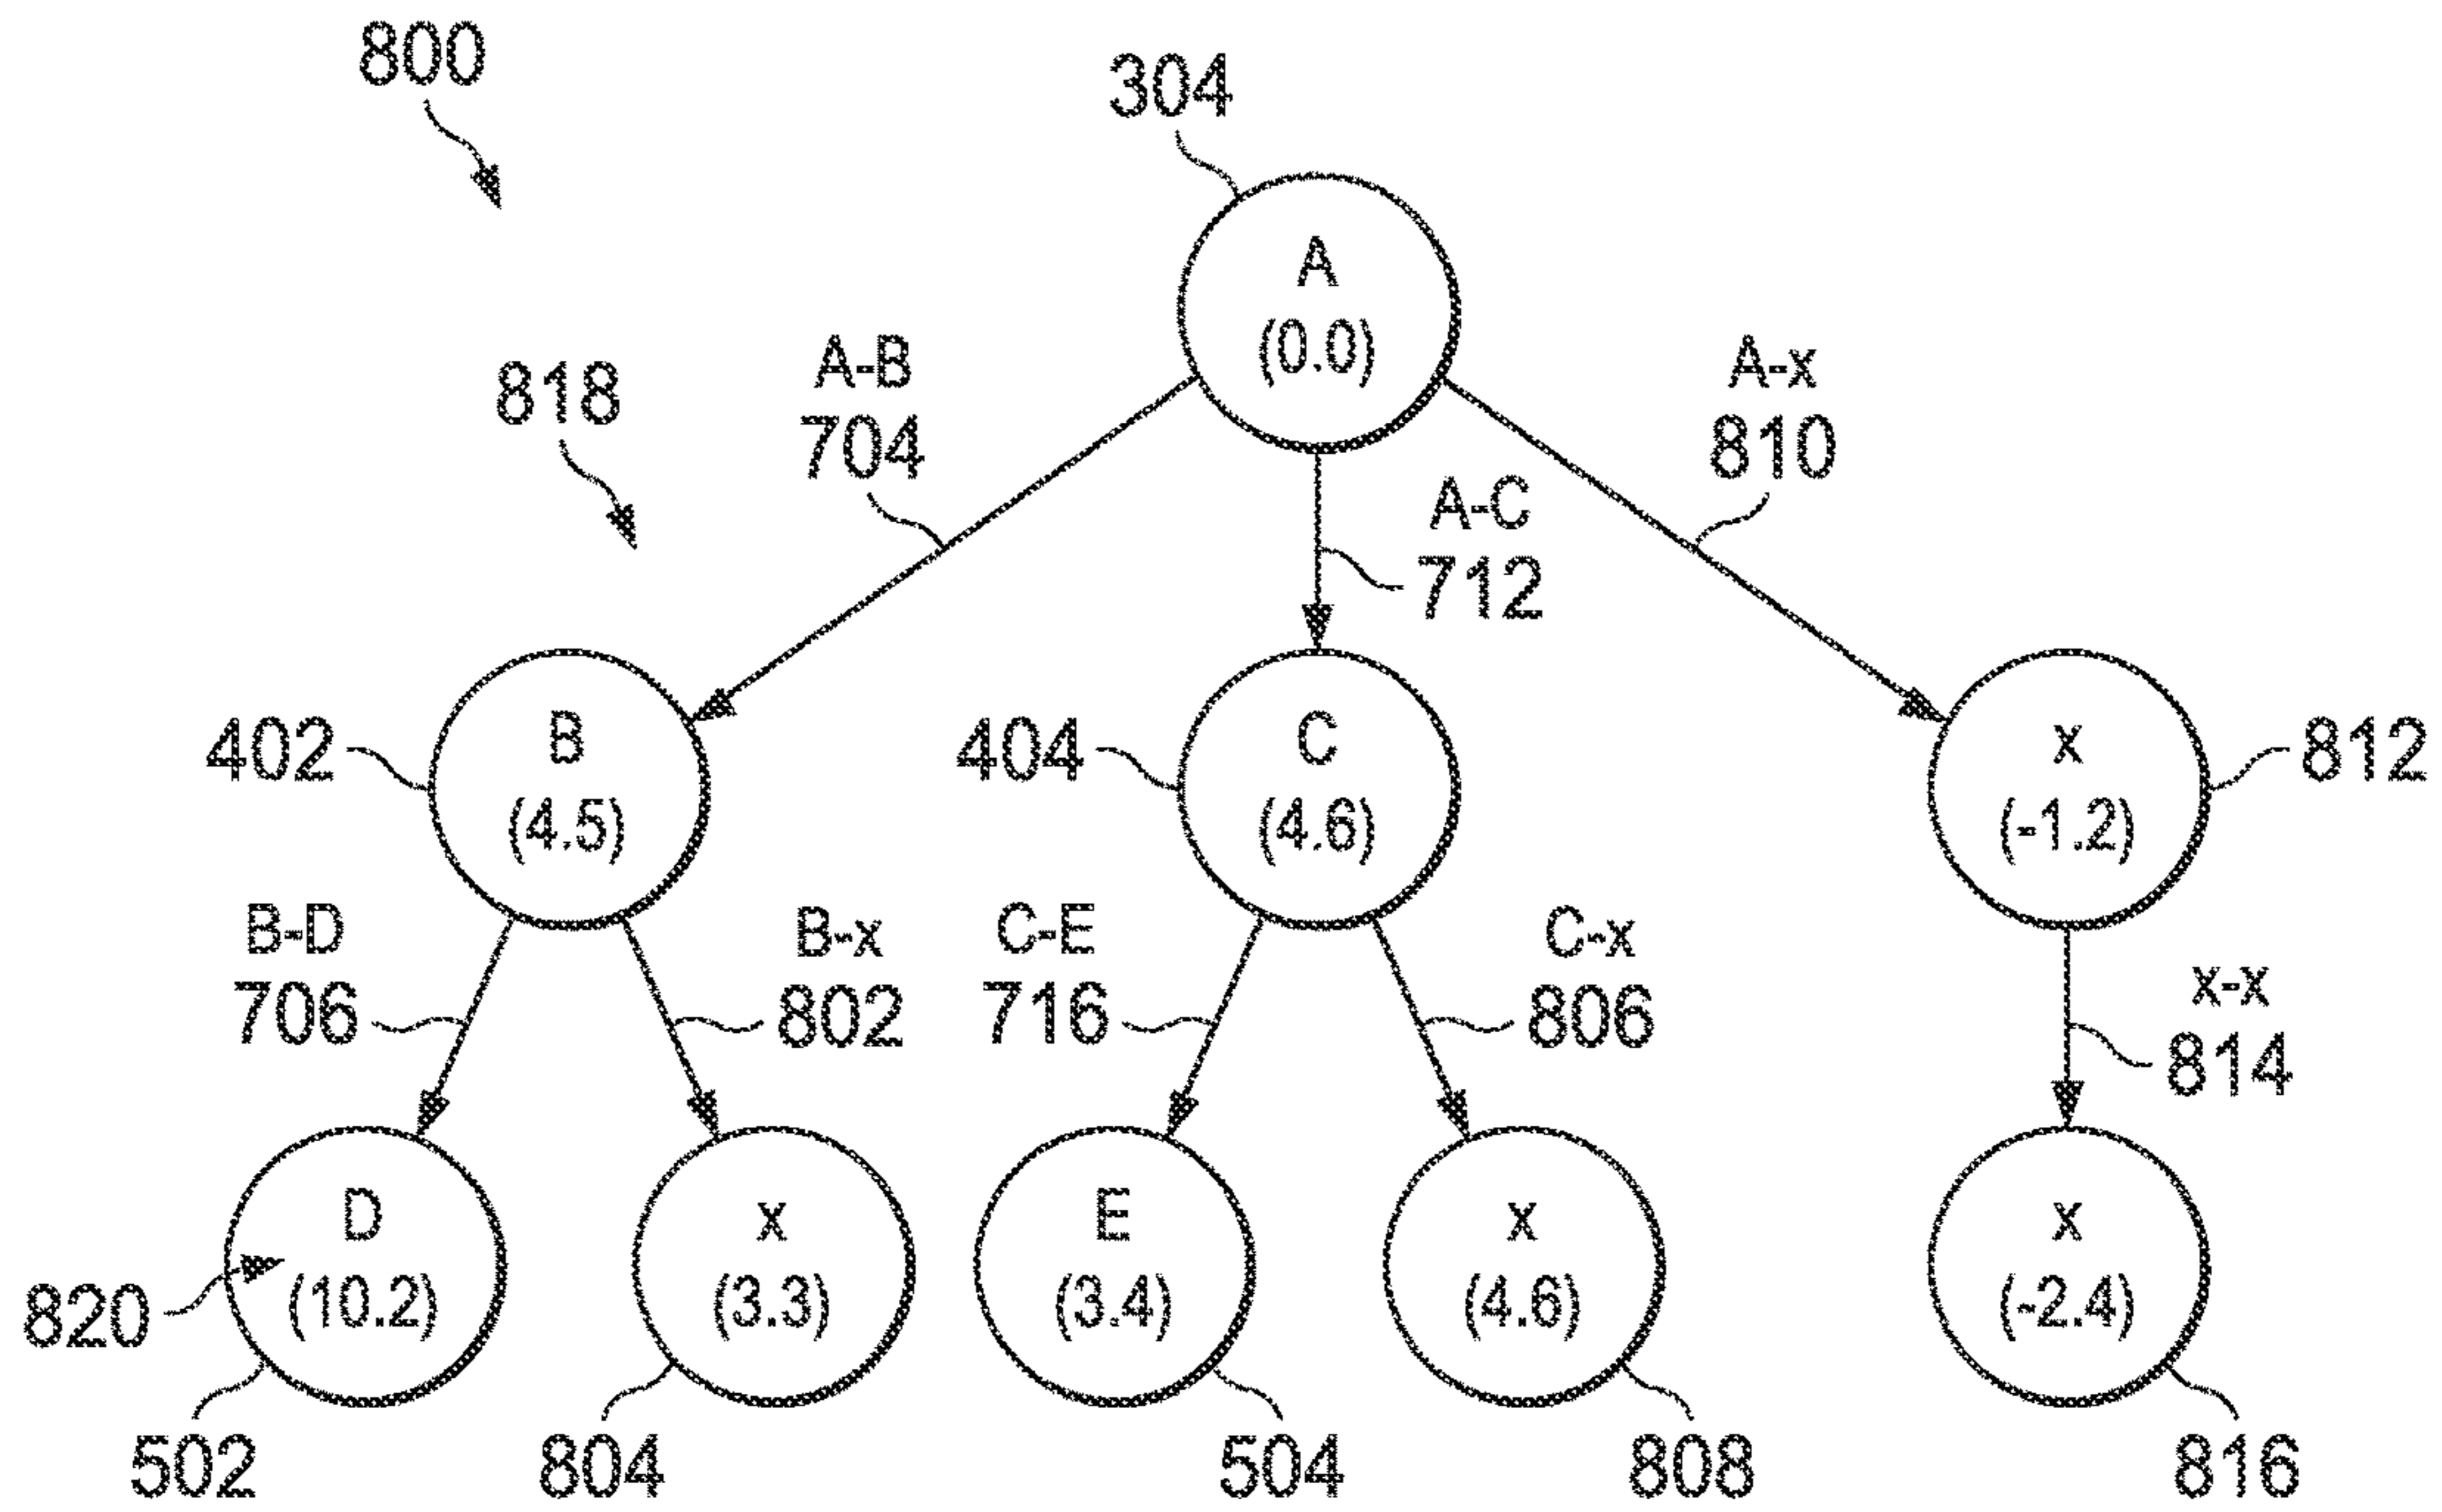 800
304
A
(0.0)
A-B
704
A-x
810
818
A-C
712
402
B
(4.5)
404
C
(4.6)
x
(-1.2)
812
B-D
706
B-x
802
C-E
716
C-x
806
x-x
814
D
(10.2)
820
x
(3.3)
E
(3.4)
x
(4.6)
x
(-2.4)
502
804
504
808
816